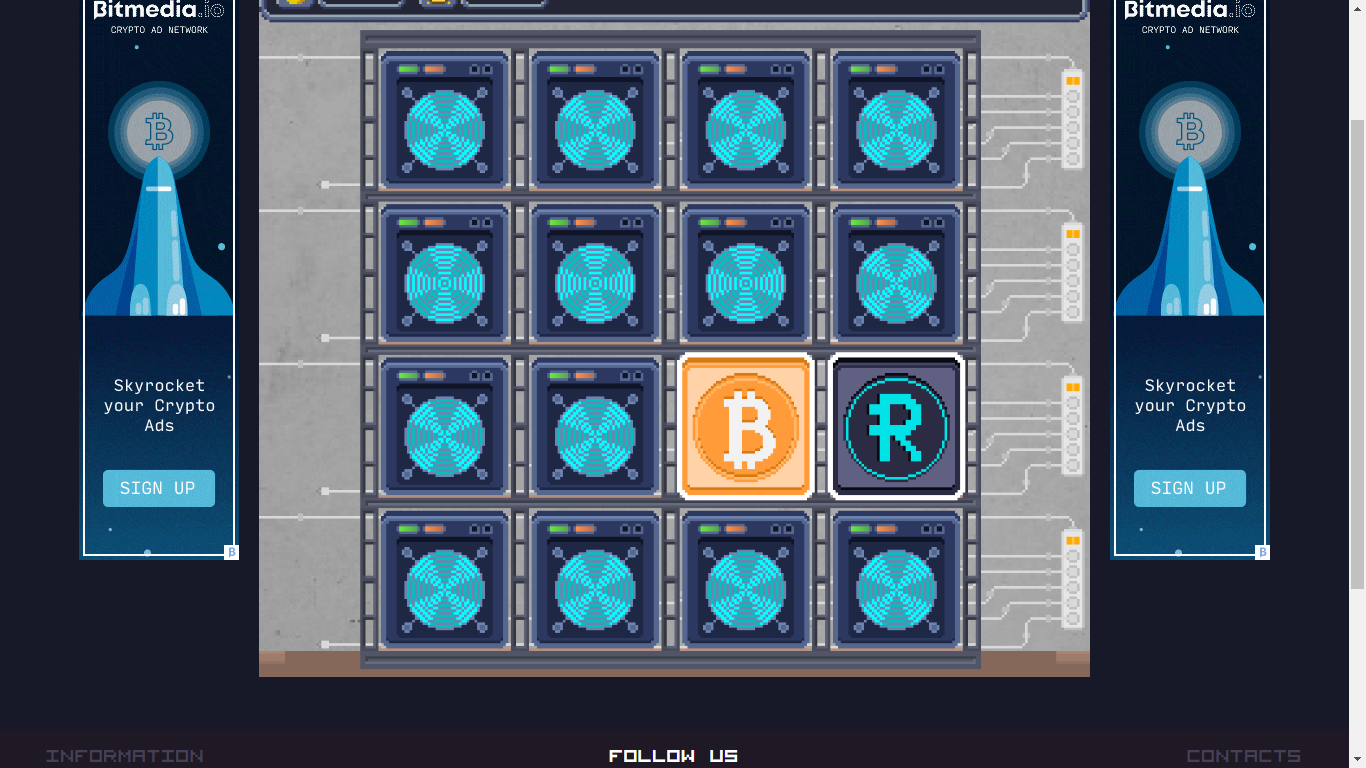 Bitmedia.io
CRYPTO AD NETWORK
Skyrocket
your Crypto
Ads
SIGN UP
Bitmedia.io
CRYPTO AD NETWORK
Skyrocket
your Crypto
Ads
SIGN UP
INFORMATION
FOLLOW US
CONTACTS